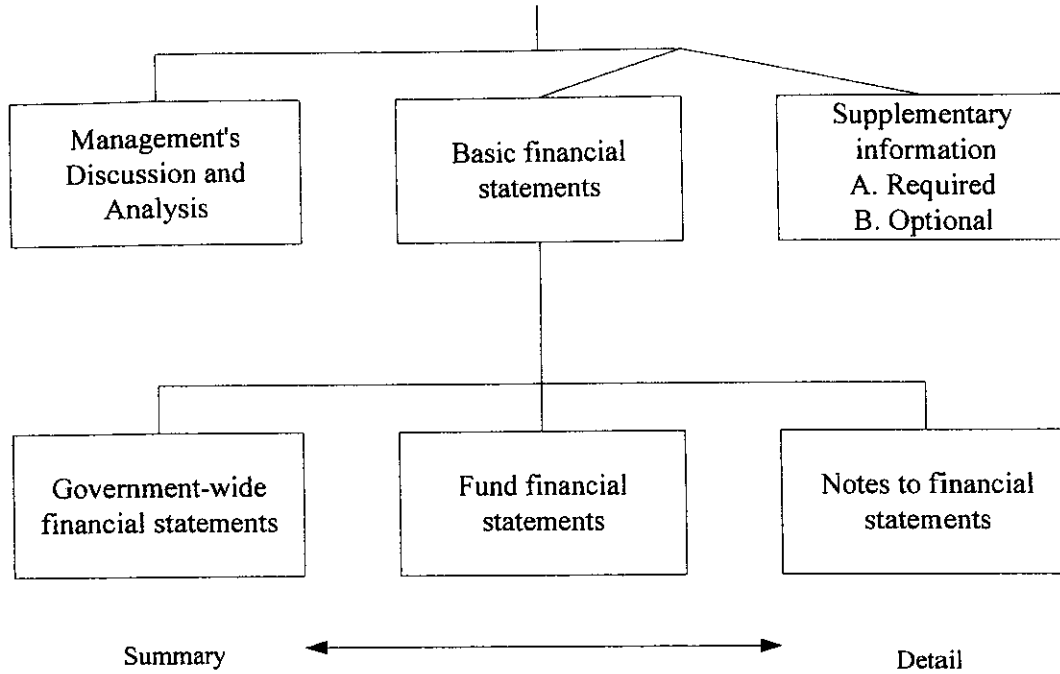 Management's
Discussion and
Analysis
Basic financial
statements
Supplementary
information
A. Required
B. Optional
Government-wide
financial statements
Fund financial
statements
Notes to financial
statements
Summary
Detail